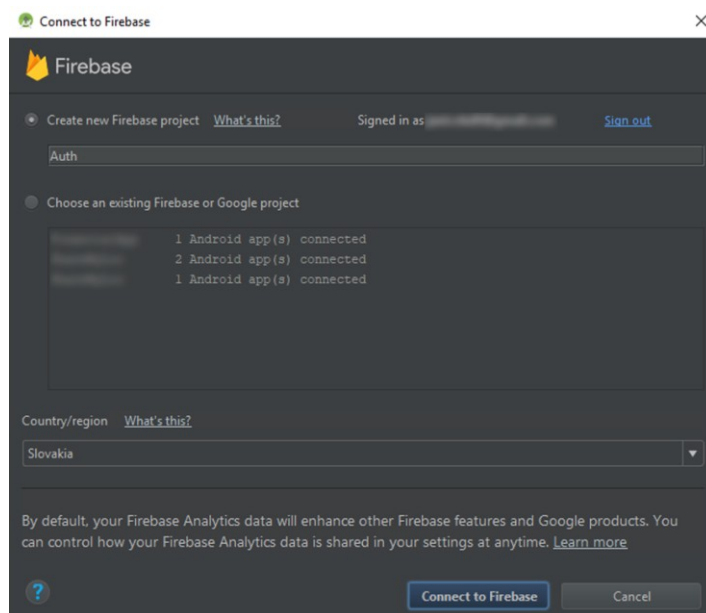 Connect to Firebase
Firebase
Create new Firebase project What's this? Signed in as Sign out
Auth
Choose an existing Firebase or Google project
1 Android app(s) connected
2 Android app(s) connected
1 Android app(s) connected
Country/region What's this?
Slovakia
By default, your Firebase Analytics data will enhance other Firebase features and Google products. You
can control how your Firebase Analytics data is shared in your settings at anytime. Learn more
? Connect to Firebase Cancel